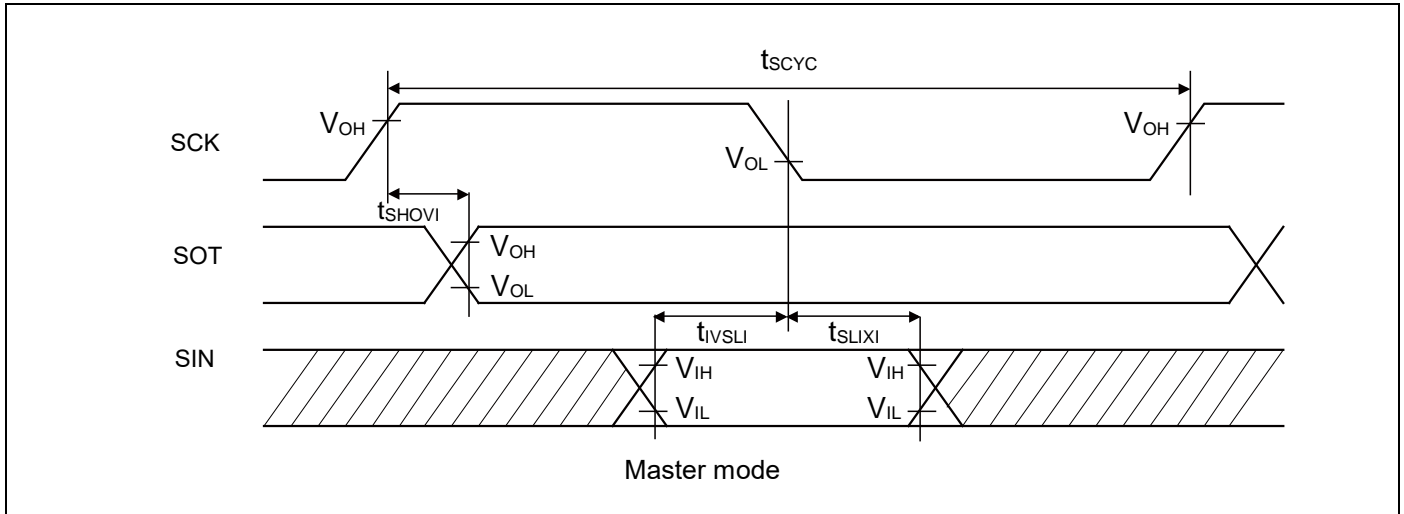 tSCYC
SCK
VOH
VOL
VOH
tSHOVI
SOT
VOH
VOL
tIVSLI
tSLIXI
SIN
VIH
VIH
VIL
VIL
Master mode